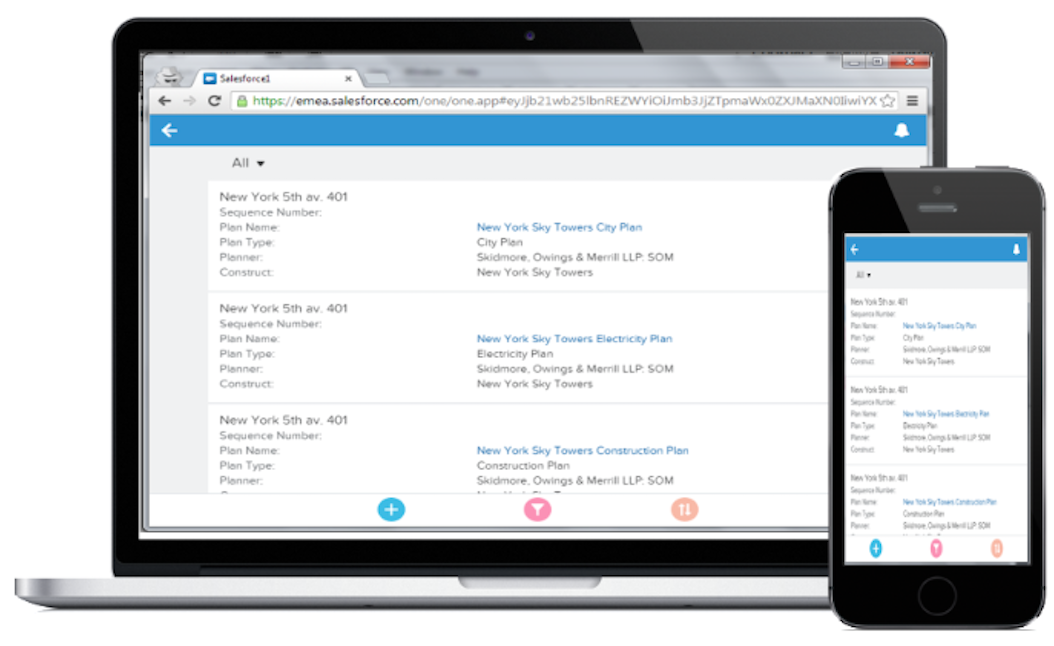 Salesforce1
https://emea.salesforce.com/one/one.app#eyJjb21wb25lbnREZWYiOiJmb3JjZTpmaWx0ZXJMaXN0IiwiYX
All
New York 5th av. 401
Sequence Number:
Plan Name: New York Sky Towers City Plan
Plan Type: City Plan
Planner: Skidmore, Owings & Merrill LLP: SOM
Construct: New York Sky Towers
New York 5th av. 401
Sequence Number:
Plan Name: New York Sky Towers Electricity Plan
Plan Type: Electricity Plan
Planner: Skidmore, Owings & Merrill LLP: SOM
Construct: New York Sky Towers
New York 5th av. 401
Sequence Number:
Plan Name: New York Sky Towers Construction Plan
Plan Type: Construction Plan
Planner: Skidmore, Owings & Merrill LLP: SOM
All
New York 5th av. 401
Sequence Number:
Plan Name: New York Sky Towers City Plan
Plan Type: City Plan
Planner: Skidmore, Owings & Merrill LLP: SOM
Construct: New York Sky Towers
New York 5th av. 401
Sequence Number:
Plan Name: New York Sky Towers Electricity Plan
Plan Type: Electricity Plan
Planner: Skidmore, Owings & Merrill LLP: SOM
Construct: New York Sky Towers
New York 5th av. 401
Sequence Number:
Plan Name: New York Sky Towers Construction Plan
Plan Type: Construction Plan
Planner: Skidmore, Owings & Merrill LLP: SOM